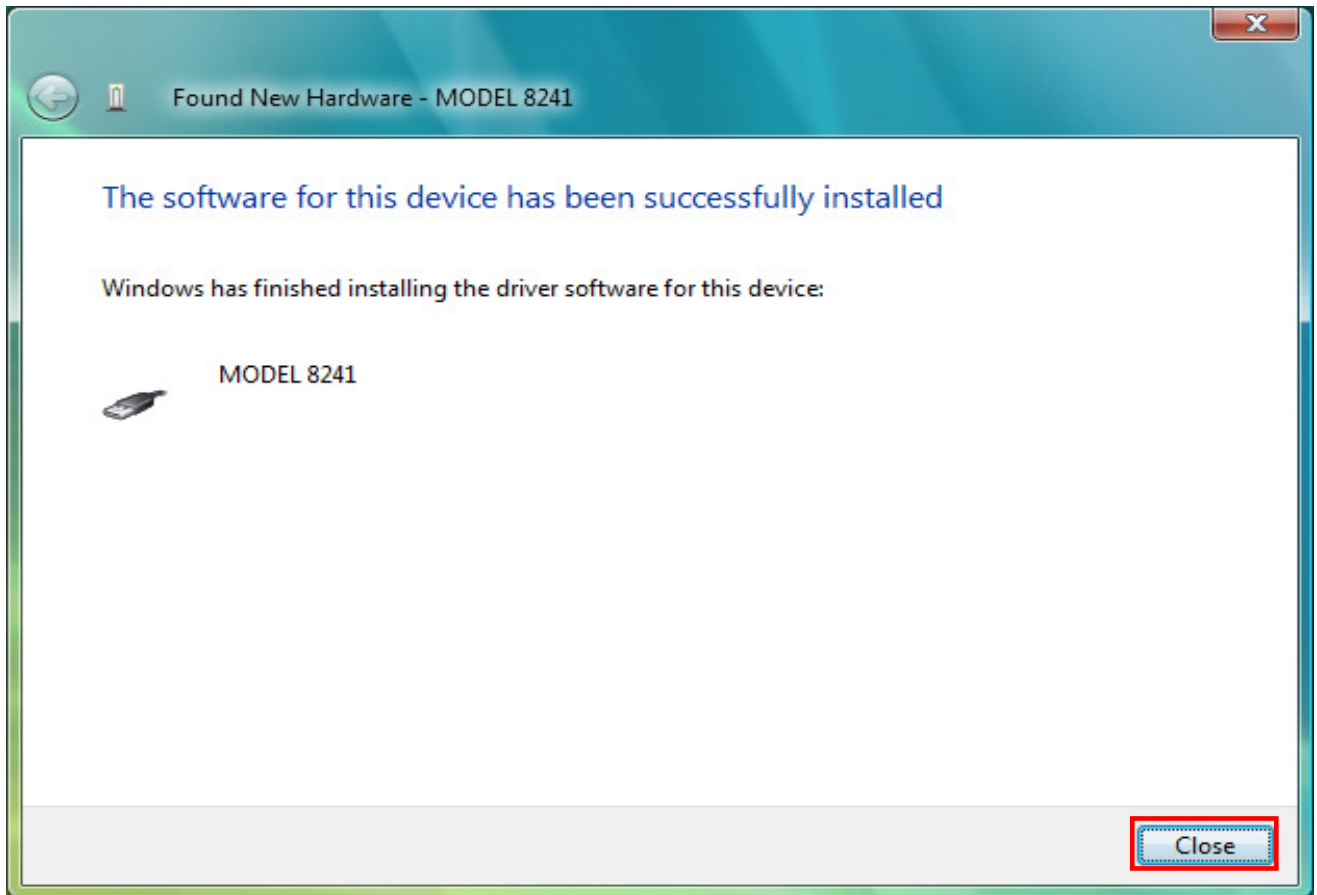 Found New Hardware - MODEL 8241
The software for this device has been successfully installed
Windows has finished installing the driver software for this device:
MODEL 8241
Close